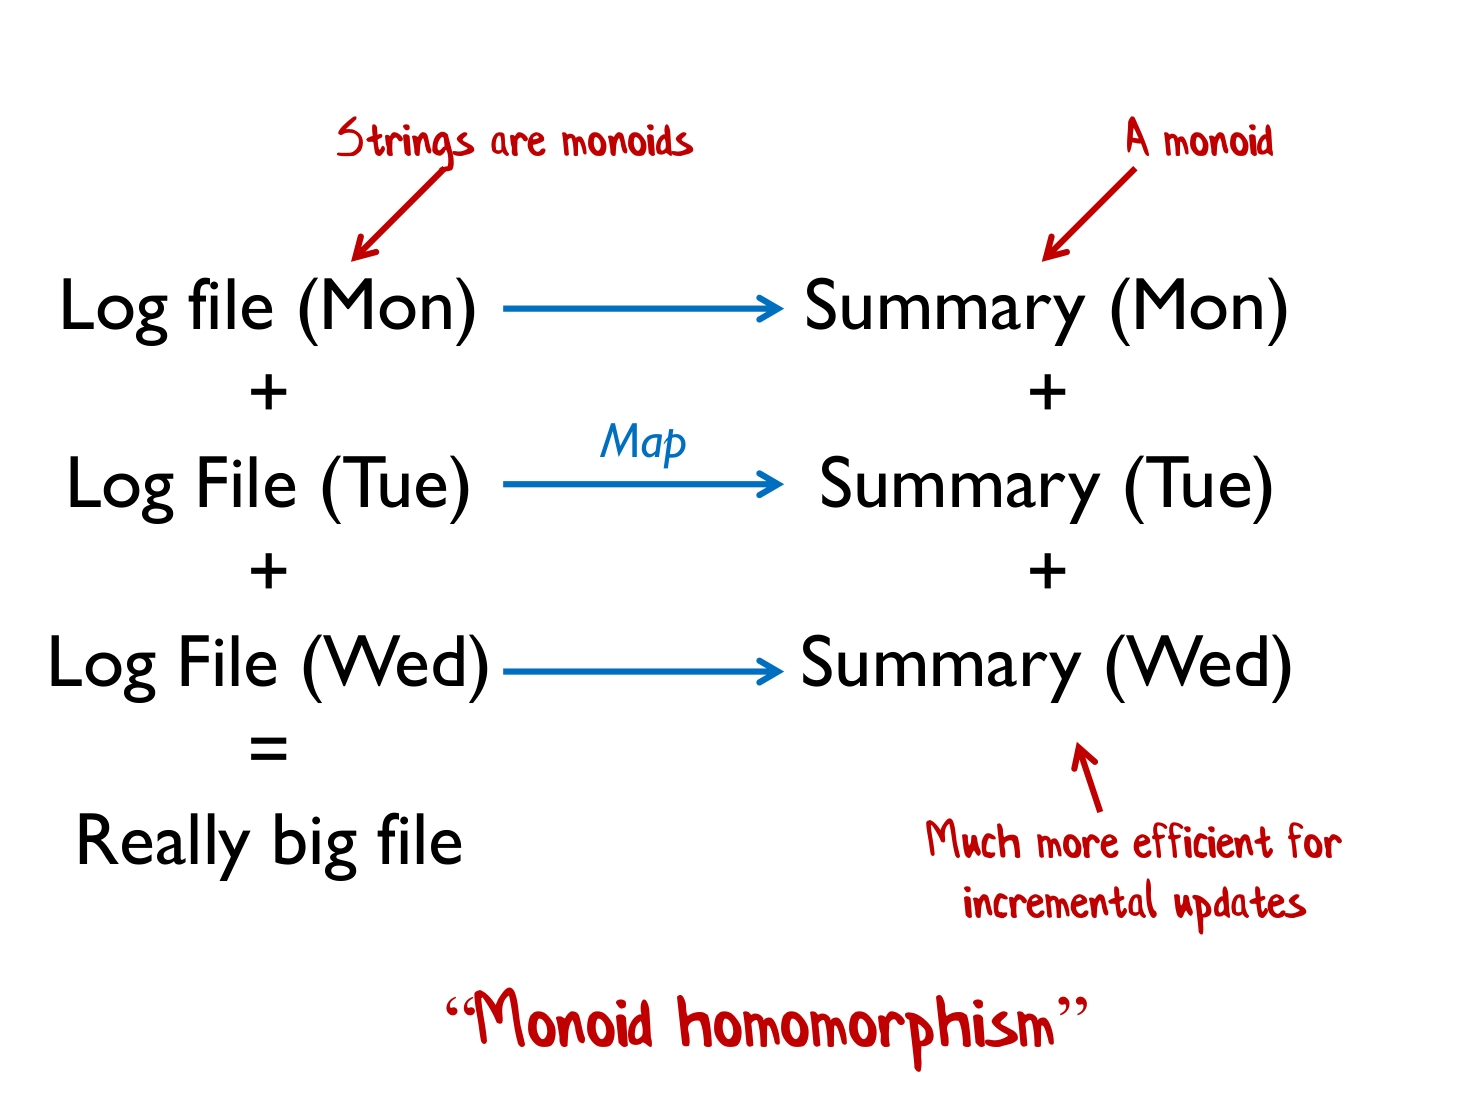 Strings are monoids
A monoid
Log file (Mon)
Summary (Mon)
+
+
Map
Log File (Tue)
Summary (Tue)
+
+
Log File (Wed)
Summary (Wed)
=
Really big file
Much more efficient for
incremental updates
“Monoid homomorphism”